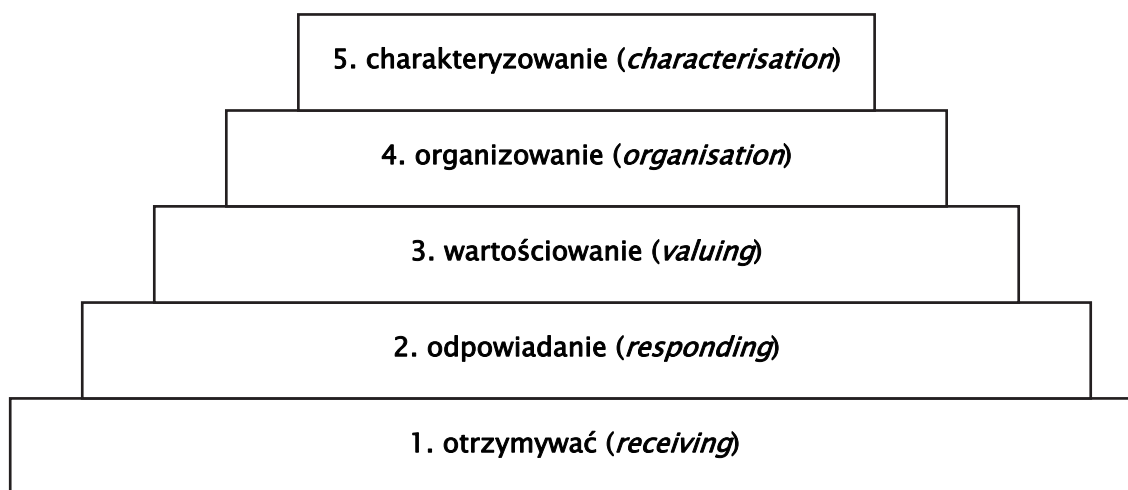 5. charakteryzowanie (characterisation)
4. organizowanie (organisation)
3. wartościowanie (valuing)
2. odpowiadanie (responding)
1. otrzymywać (receiving)